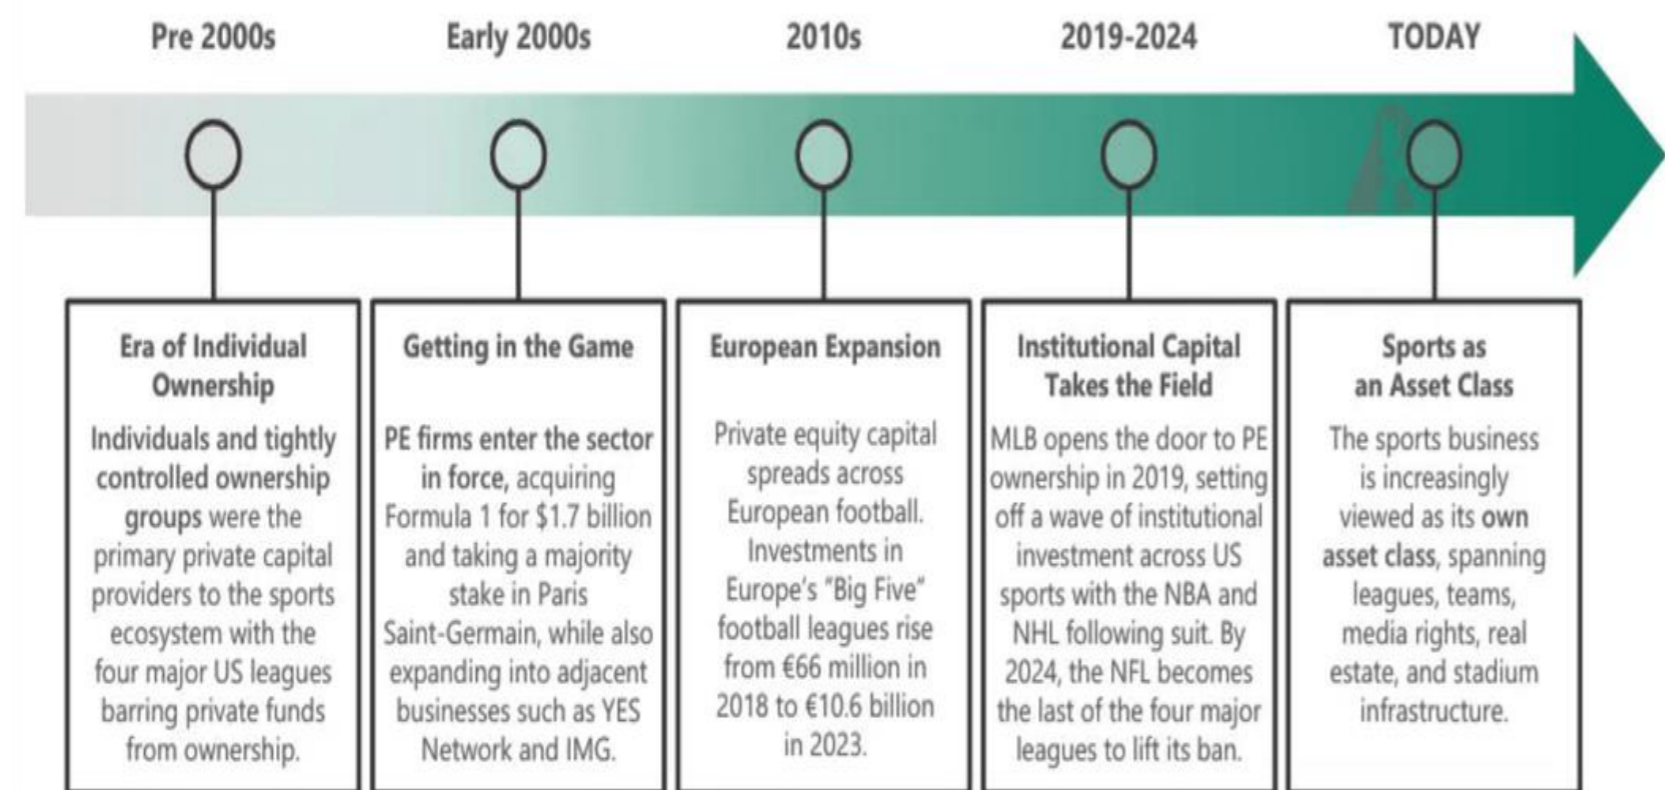 Pre 2000s
Early 2000s
2010s
2019-2024
TODAY
Era of Individual
Ownership
Individuals and tightly
controlled ownership
groups were the
primary private capital
providers to the sports
ecosystem with the
four major US leagues
barring private funds
from ownership.
Getting in the Game
PE firms enter the sector
in force, acquiring
Formula 1 for $1.7 billion
and taking a majority
stake in Paris
Saint-Germain, while also
expanding into adjacent
businesses such as YES
Network and IMG.
European Expansion
Private equity capital
spreads across
European football.
Investments in
Europe's "Big Five"
football leagues rise
from €66 million in
2018 to €10.6 billion
in 2023.
Institutional Capital
Takes the Field
MLB opens the door to PE
ownership in 2019, setting
off a wave of institutional
investment across US
sports with the NBA and
NHL following suit. By
2024, the NFL becomes
the last of the four major
leagues to lift its ban.
Sports as
an Asset Class
The sports business
is increasingly
viewed as its own
asset class, spanning
leagues, teams,
media rights, real
estate, and stadium
infrastructure.